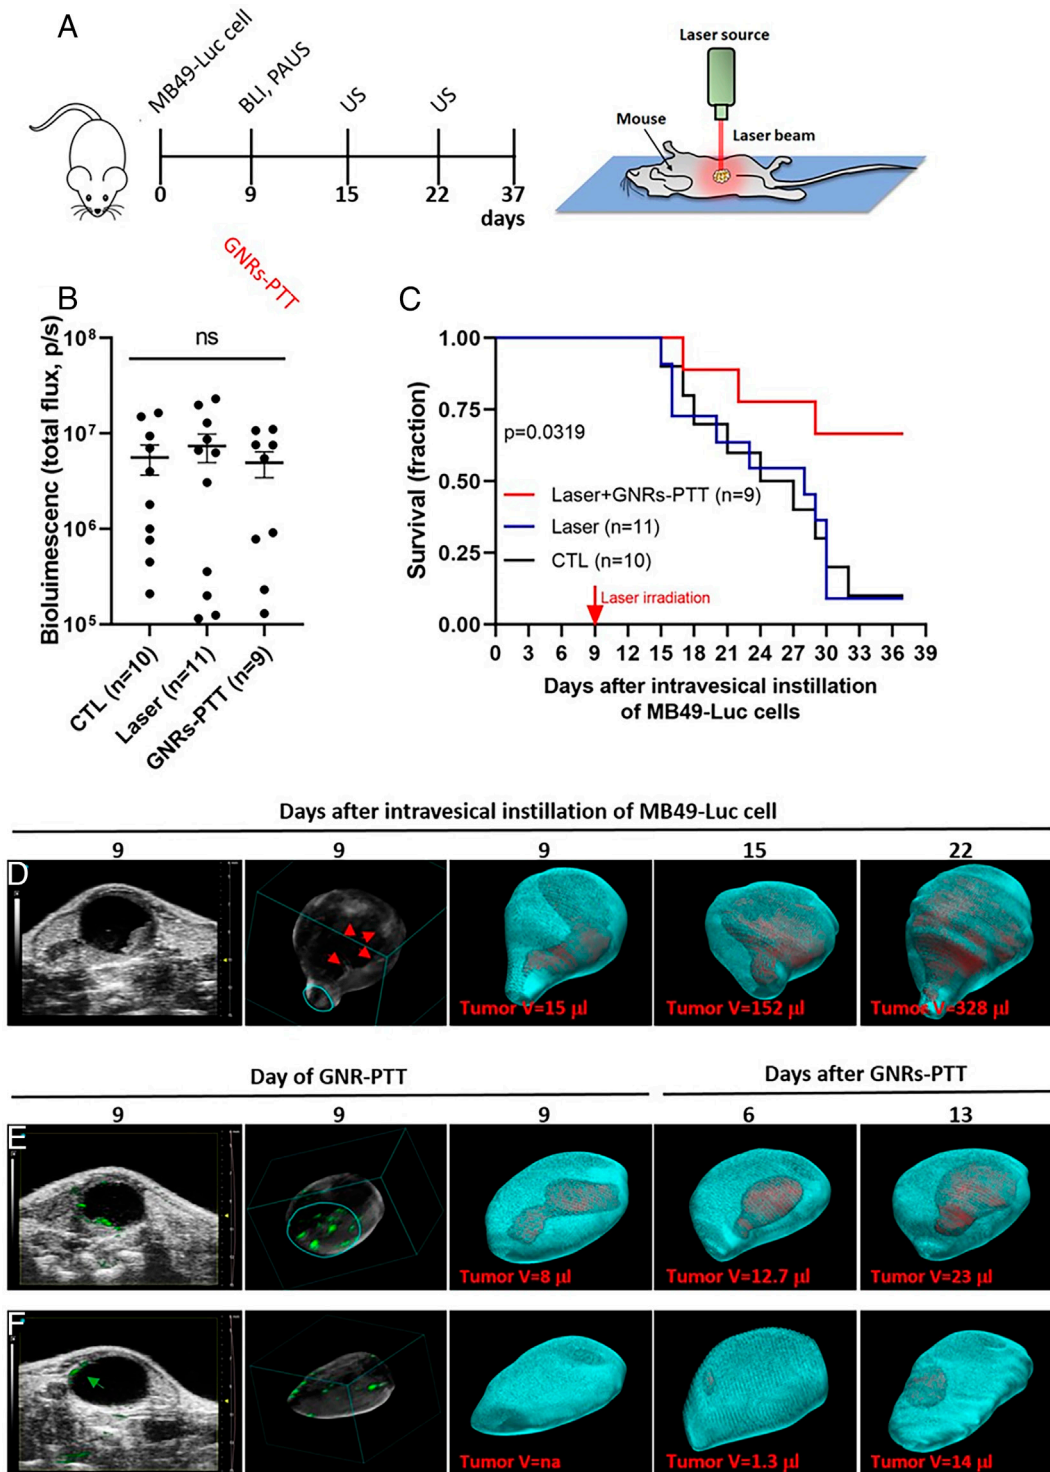 A
MB49-Luc cell
BLI, PAUS
US
US
0 9 15 22 37
days
GNRs-PTT
Laser source
Mouse
Laser beam
B
Bioluimescenc (total flux, p/s)
10⁸
10⁷
10⁶
10⁵
ns
CTL (n=10)
Laser (n=11)
GNRs-PTT (n=9)
C
Survival (fraction)
1.00
0.75
0.50
0.25
0.00
p=0.0319
Laser+GNRs-PTT (n=9)
Laser (n=11)
CTL (n=10)
Laser irradiation
0 3 6 9 12 15 18 21 24 27 30 33 36 39
Days after intravesical instillation
of MB49-Luc cells
Days after intravesical instillation of MB49-Luc cell
9 9 9 15 22
D
Tumor V=15 µl
Tumor V=152 µl
Tumor V=328 µl
Day of GNR-PTT
Days after GNRs-PTT
9 9 9 6 13
E
Tumor V=8 µl
Tumor V=12.7 µl
Tumor V=23 µl
F
Tumor V=na
Tumor V=1.3 µl
Tumor V=14 µl